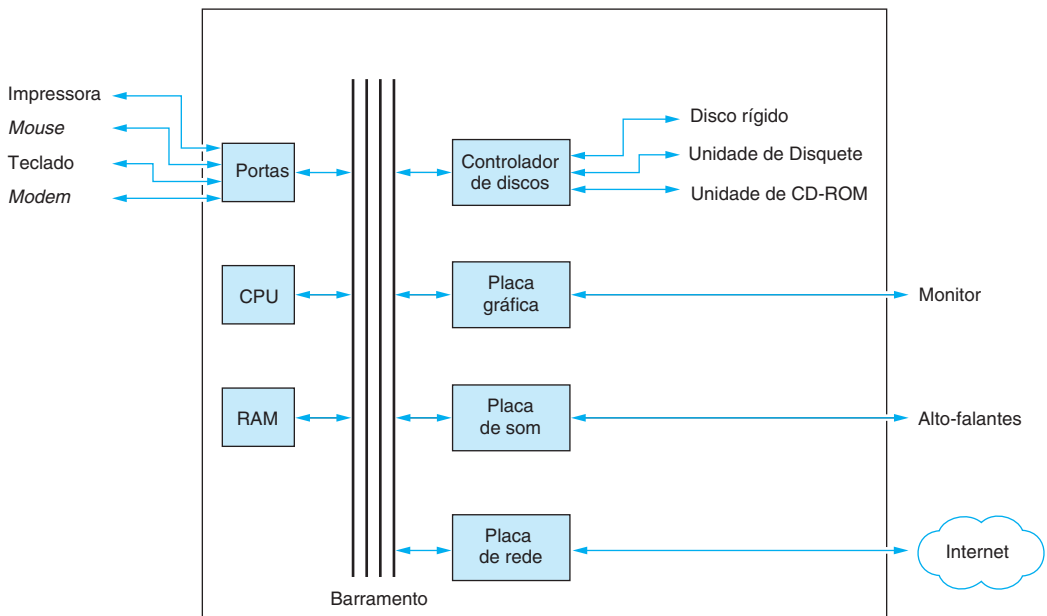 Impressora
Mouse
Teclado
Modem
Portas
CPU
RAM
Barramento
Controlador
de discos
Disco rígido
Unidade de Disquete
Unidade de CD-ROM
Placa
gráfica
Monitor
Placa
de som
Alto-falantes
Placa
de rede
Internet